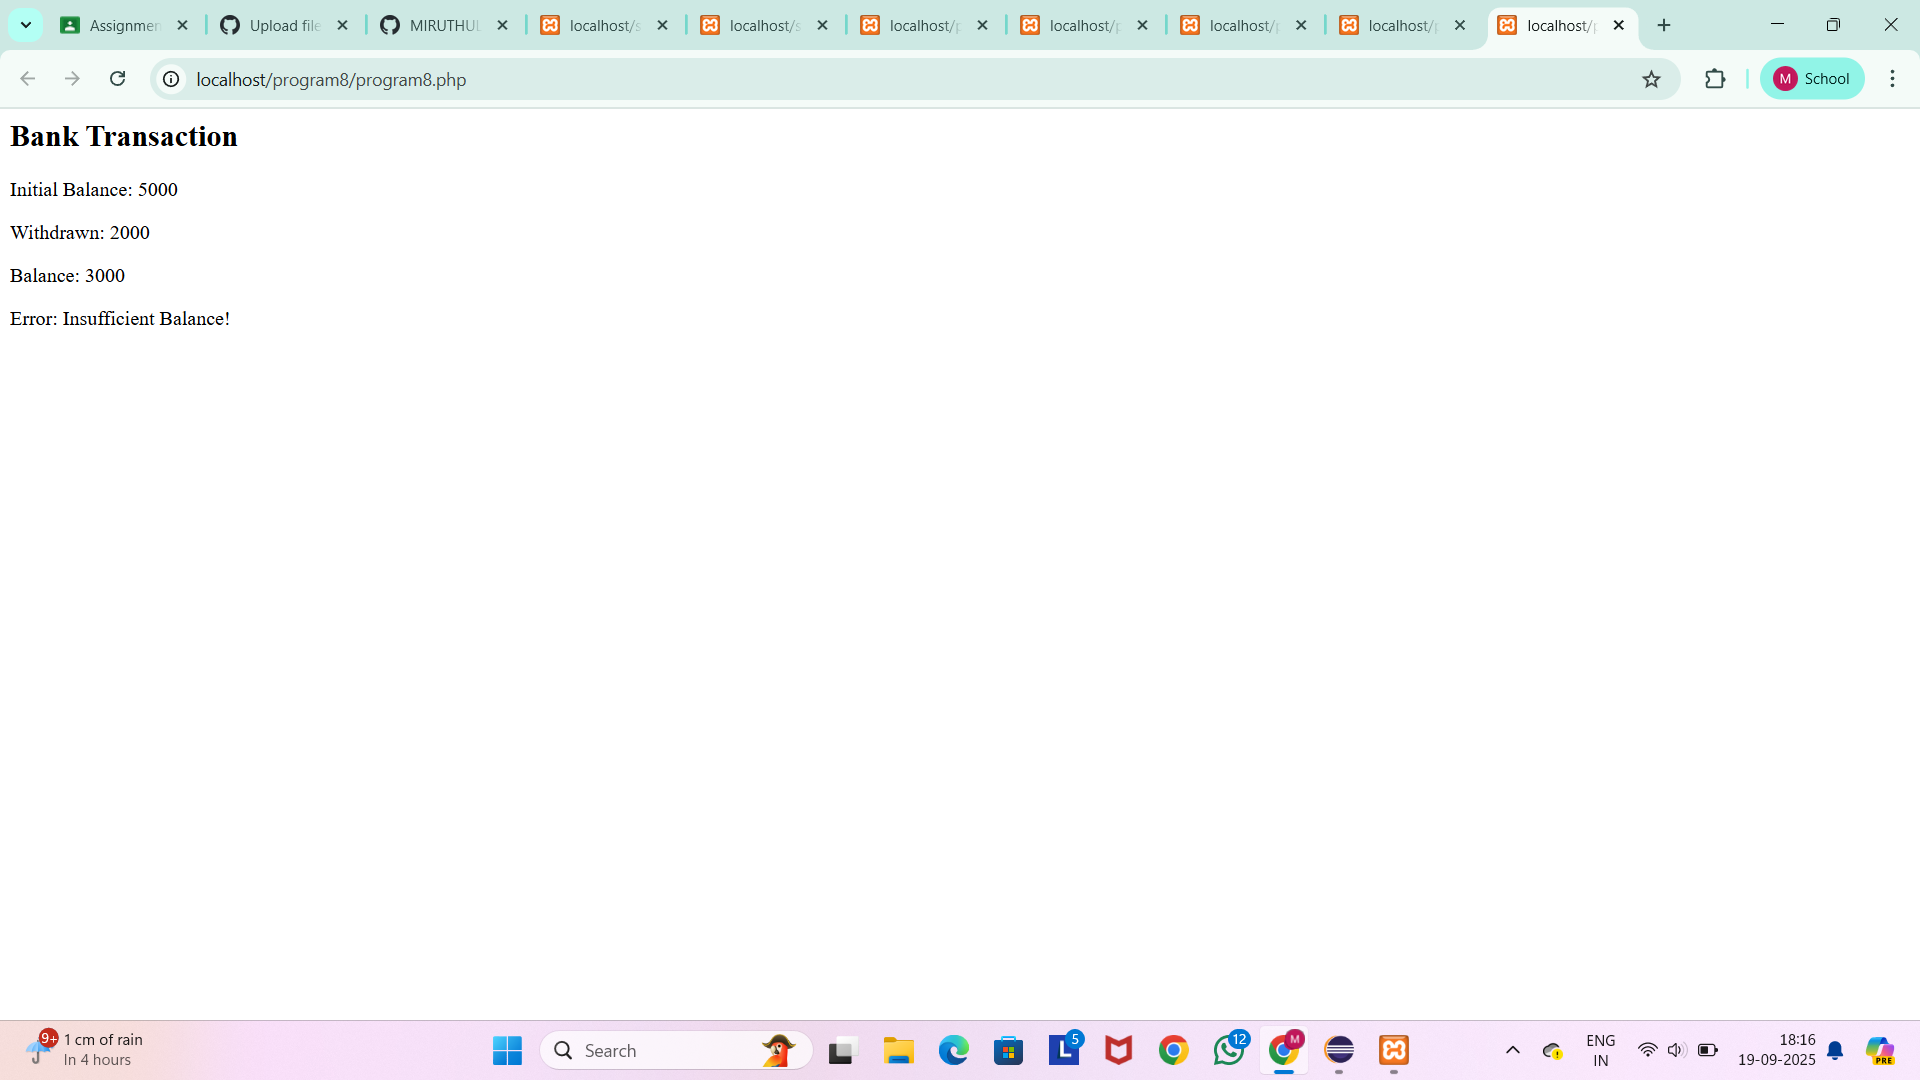 Assignmen
Upload file
MIRUTHUL
localhost/s
localhost/s
localhost/p
localhost/p
localhost/p
localhost/p
localhost/p
localhost/program8/program8.php
M
School
Bank Transaction
Initial Balance: 5000
Withdrawn: 2000
Balance: 3000
Error: Insufficient Balance!
9+
1 cm of rain
In 4 hours
Search
L
5
12
M
ENG
IN
18:16
19-09-2025
PRE